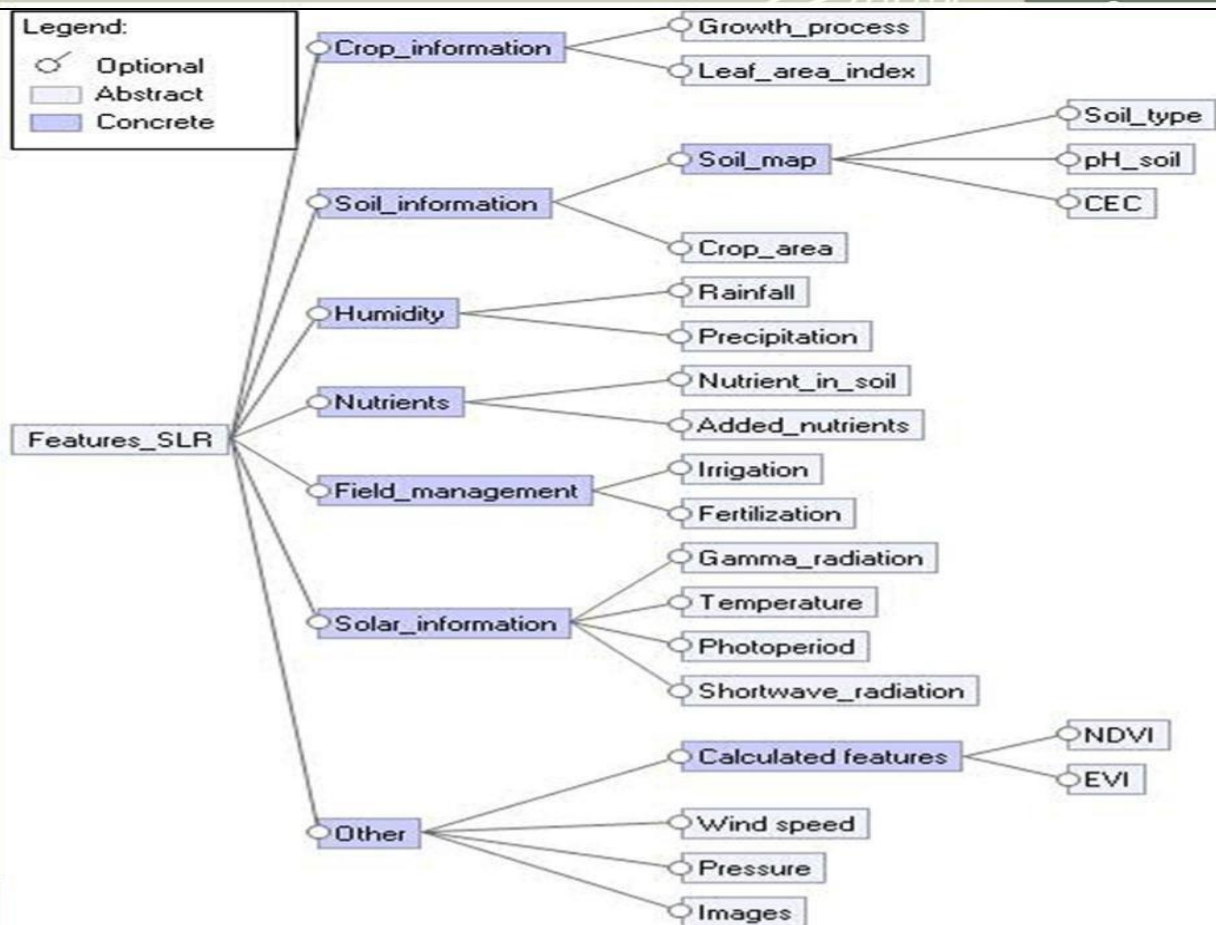 Legend:
Optional
Abstract
Concrete
Features_SLR
Crop_information
Growth_process
Leaf_area_index
Soil_information
Soil_map
Soil_type
pH_soil
CEC
Crop_area
Humidity
Rainfall
Precipitation
Nutrients
Nutrient_in_soil
Added_nutrients
Field_management
Irrigation
Fertilization
Solar_information
Gamma_radiation
Temperature
Photoperiod
Shortwave_radiation
Other
Calculated features
NDVI
EVI
Wind speed
Pressure
Images